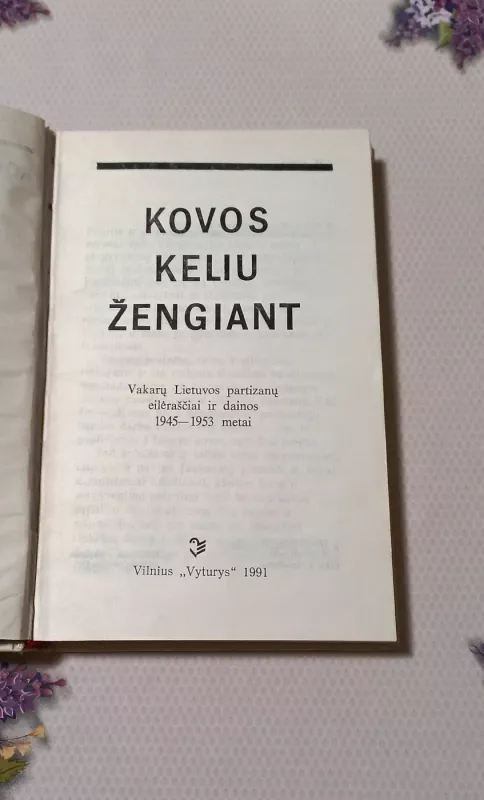 KOVOS
KELIU
ŽENGIANT
Vakarų Lietuvos partizanų
eilėraščiai ir dainos
1945—1953 metai
Vilnius „Vyturys“ 1991